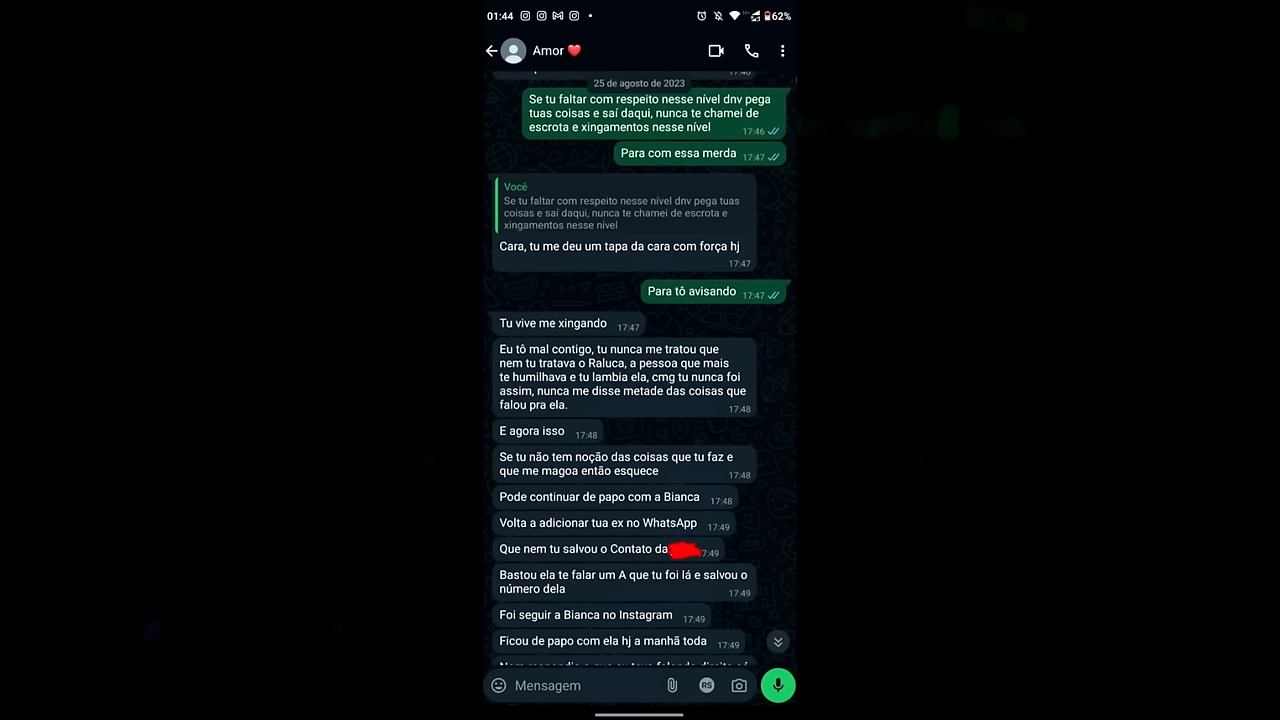 01:44
62%
Amor
17:46
25 de agosto de 2023
Se tu faltar com respeito nesse nível dnv pega
tuas coisas e saí daqui, nunca te chamei de
escrota e xingamentos nesse nível
17:46
Para com essa merda 17:47
Você
Se tu faltar com respeito nesse nível dnv pega tuas
coisas e saí daqui, nunca te chamei de escrota e
xingamentos nesse nível
Cara, tu me deu um tapa da cara com força hj
17:47
Para tô avisando 17:47
Tu vive me xingando 17:47
Eu tô mal contigo, tu nunca me tratou que
nem tu tratava o Raluca, a pessoa que mais
te humilhava e tu lambia ela, cmg tu nunca foi
assim, nunca me disse metade das coisas que
falou pra ela.
17:48
E agora isso 17:48
Se tu não tem noção das coisas que tu faz e
que me magoa então esquece
17:48
Pode continuar de papo com a Bianca 17:48
Volta a adicionar tua ex no WhatsApp 17:49
Que nem tu salvou o Contato da 17:49
Bastou ela te falar um A que tu foi lá e salvou o
número dela
17:49
Foi seguir a Bianca no Instagram 17:49
Ficou de papo com ela hj a manhã toda 17:49
Mensagem
RS